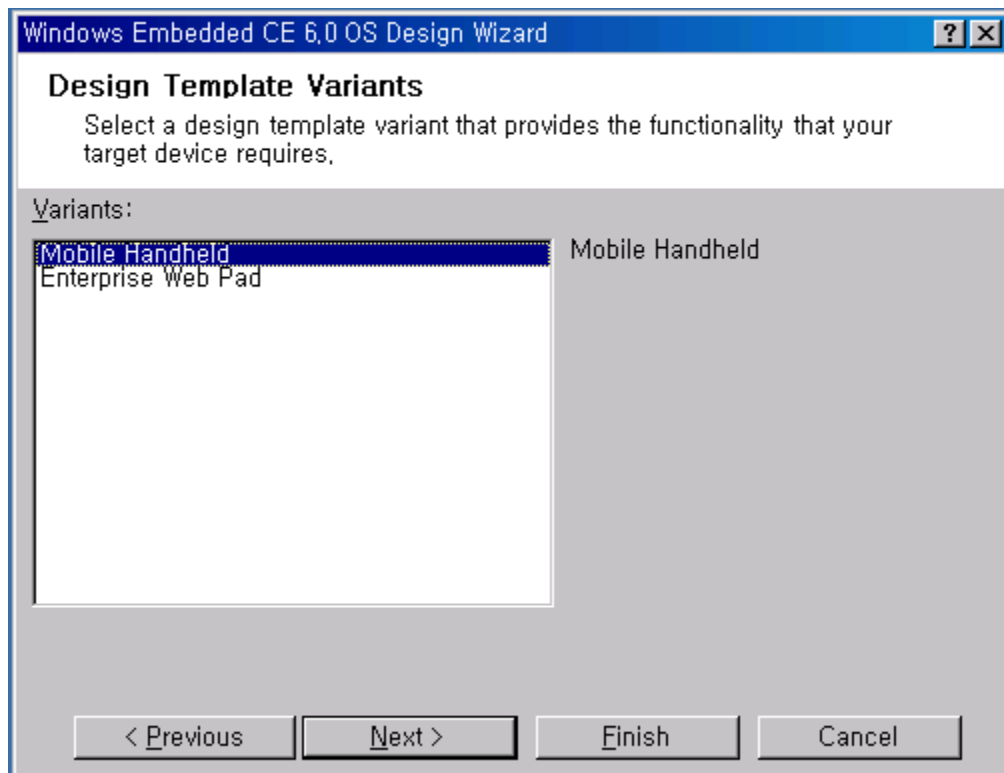 Windows Embedded CE 6,0 OS Design Wizard
Design Template Variants
Select a design template variant that provides the functionality that your
target device requires,
Variants:
Mobile Handheld
Enterprise Web Pad
Mobile Handheld
< Previous
Next >
Finish
Cancel